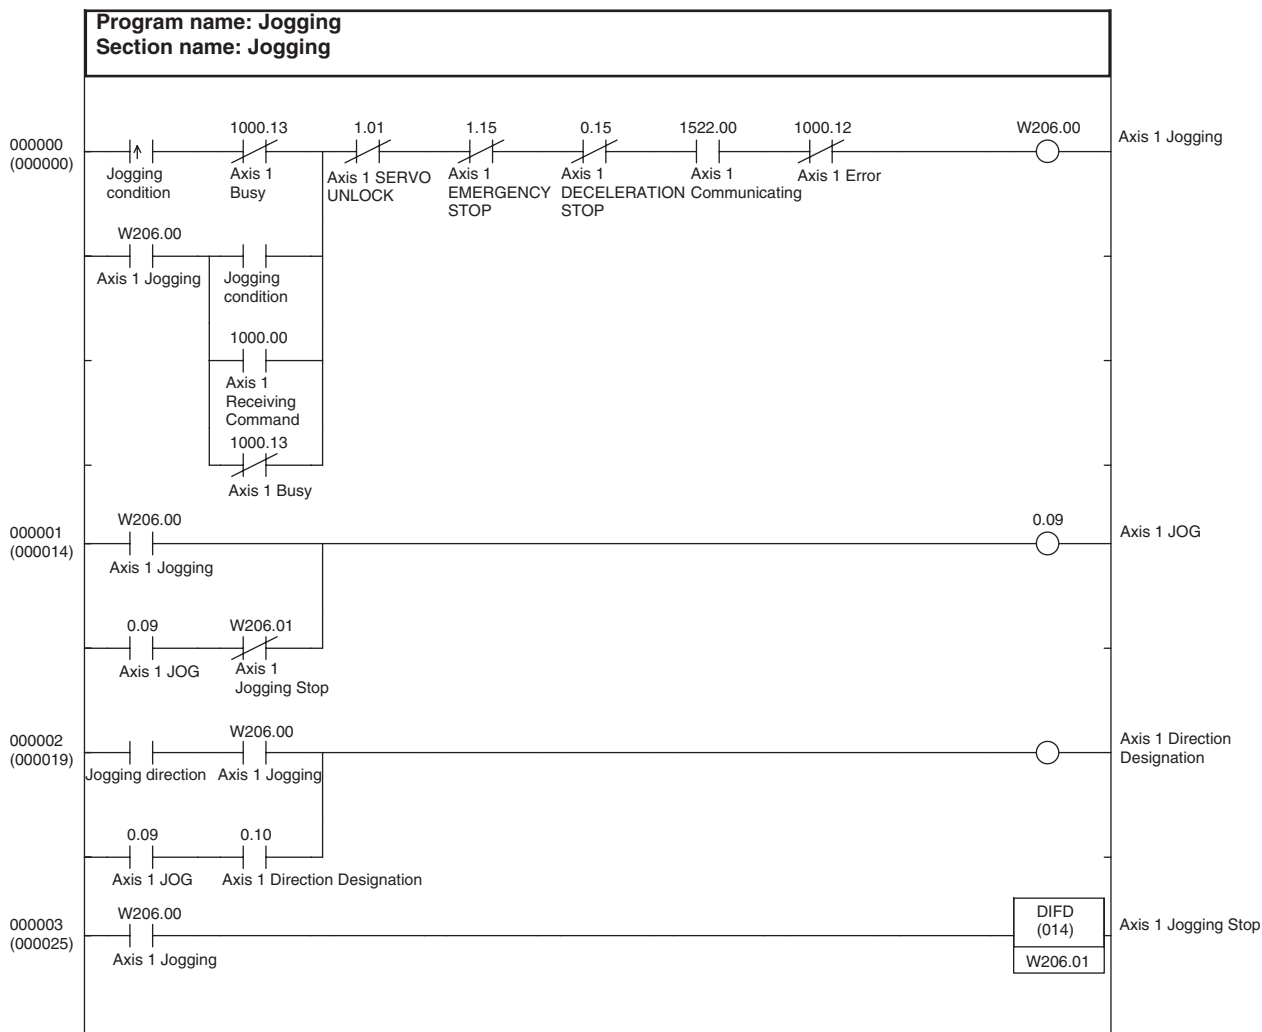 Program name: Jogging
Section name: Jogging
000000
(000000)
1000.13
1.01
1.15
0.15
1522.00
1000.12
W206.00
Axis 1 Jogging
Jogging
condition
Axis 1
Busy
Axis 1 SERVO
UNLOCK
Axis 1
EMERGENCY
STOP
Axis 1
DECELERATION
STOP
Axis 1
Communicating
Axis 1 Error
W206.00
Axis 1 Jogging
Jogging
condition
1000.00
Axis 1
Receiving
Command
1000.13
Axis 1 Busy
000001
(000014)
W206.00
Axis 1 Jogging
0.09
Axis 1 JOG
0.09
Axis 1 JOG
W206.01
Axis 1
Jogging Stop
000002
(000019)
Jogging direction
W206.00
Axis 1 Jogging
Axis 1 Direction
Designation
0.09
Axis 1 JOG
0.10
Axis 1 Direction Designation
000003
(000025)
W206.00
Axis 1 Jogging
DIFD
(014)
W206.01
Axis 1 Jogging Stop